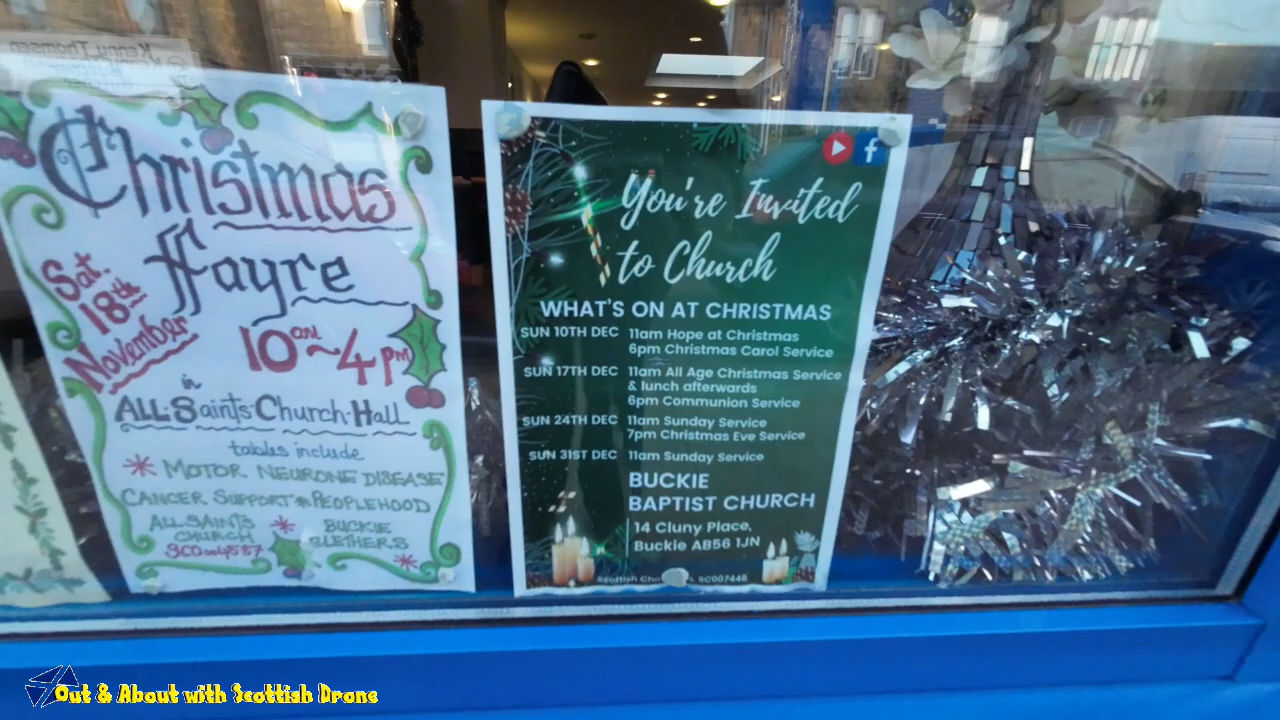 Christmas
Fayre
Sat.
18th
November
10am~4pm
in
ALL·Saints·Church·Hall
tables include
MOTOR NEURONE DISEASE
CANCER SUPPORT PEOPLEHOOD
ALL SAINTS
CHURCH
BUCKIE
BLETHERS
You're Invited
to Church
WHAT'S ON AT CHRISTMAS
SUN 10TH DEC 11am Hope at Christmas
6pm Christmas Carol Service
SUN 17TH DEC 11am All Age Christmas Service
& lunch afterwards
6pm Communion Service
SUN 24TH DEC 11am Sunday Service
7pm Christmas Eve Service
SUN 31ST DEC 11am Sunday Service
BUCKIE
BAPTIST CHURCH
14 Cluny Place,
Buckie AB56 1JN
Scottish SC007446
Out & About with Scottish Drone